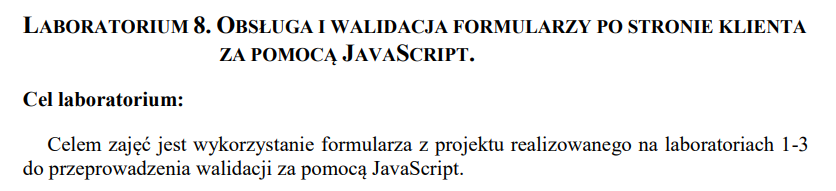 LABORATORIUM 8. OBSŁUGA I WALIDACJA FORMULARZY PO STRONIE KLIENTA
ZA POMOCĄ JAVASCRIPT.
Cel laboratorium:
Celem zajęć jest wykorzystanie formularza z projektu realizowanego na laboratoriach 1-3
do przeprowadzenia walidacji za pomocą JavaScript.